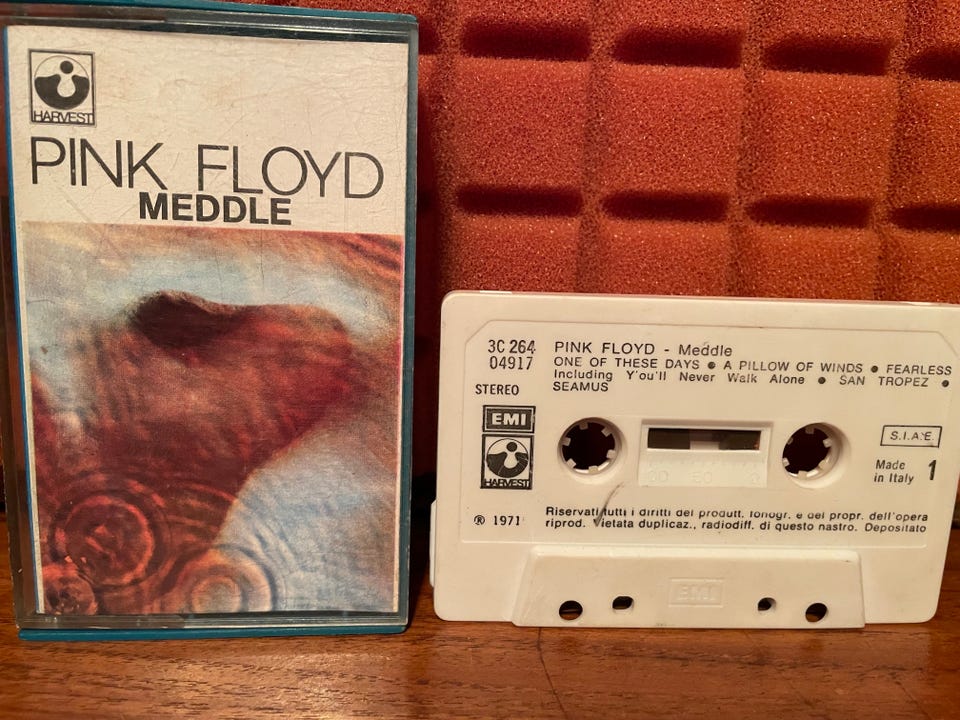 HARVEST
PINK FLOYD
MEDDLE
3C 264
04917
STEREO
EMI
HARVEST
PINK FLOYD - Meddle
ONE OF THESE DAYS ● A PILLOW OF WINDS ● FEARLESS
Including Y'ou'll Never Walk Alone ● SAN TROPEZ ●
SEAMUS
S.I.A.E.
Made
in Italy
1
℗ 1971
Riservati tutti i diritti del produtt. fonogr. e del propr. dell'opera
riprod. Vietata duplicaz., radiodiff. di questo nastro. Depositato
EMI